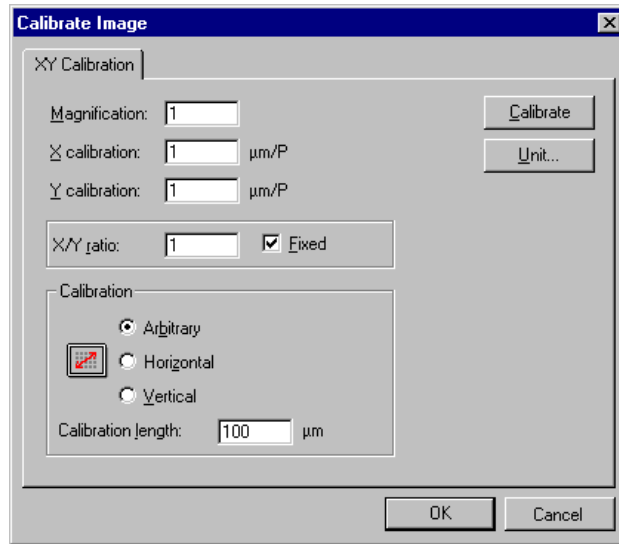 Calibrate Image
XY Calibration
Magnification: 1
Calibrate
X calibration: 1 µm/P
Unit...
Y calibration: 1 µm/P
X/Y ratio: 1 Fixed
Calibration
Arbitrary
Horizontal
Vertical
Calibration length: 100 µm
OK Cancel